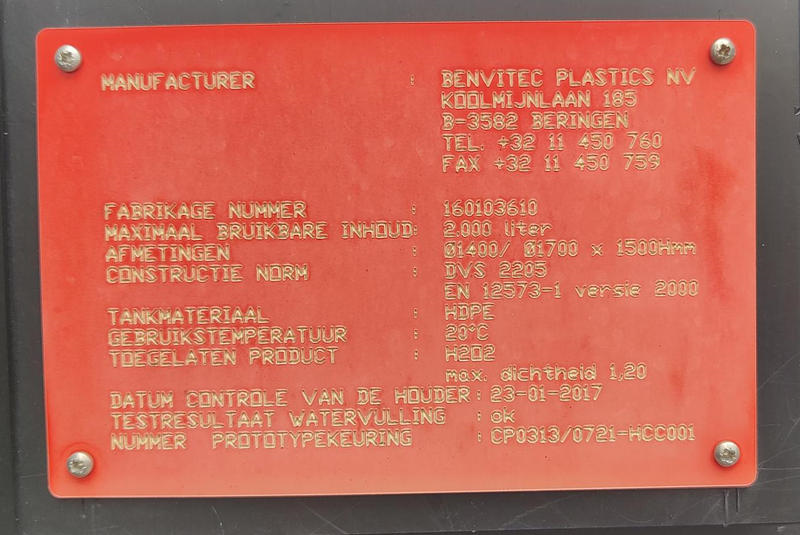 MANUFACTURER : BENVITEC PLASTICS NV
KOOLMIJNLAAN 185
B-3582 BERINGEN
TEL. +32 11 450 760
FAX +32 11 450 759
FABRIKAGE NUMMER : 160103610
MAXIMAAL BRUIKBARE INHOUD: 2.000 liter
AFMETINGEN : Ø1400/ Ø1700 x 1500Hmm
CONSTRUCTIE NORM : DVS 2205
EN 12573-1 versie 2000
TANKMATERIAAL : HDPE
GEBRUIKSTEMPERATUUR : 20°C
TOEGELATEN PRODUCT : H2O2
max. dichtheid 1,20
DATUM CONTROLE VAN DE HOUDER: 23-01-2017
TESTRESULTAAT WATERVULLING : ok
NUMMER PROTOTYPEKEURING : CP0313/0721-HCC001